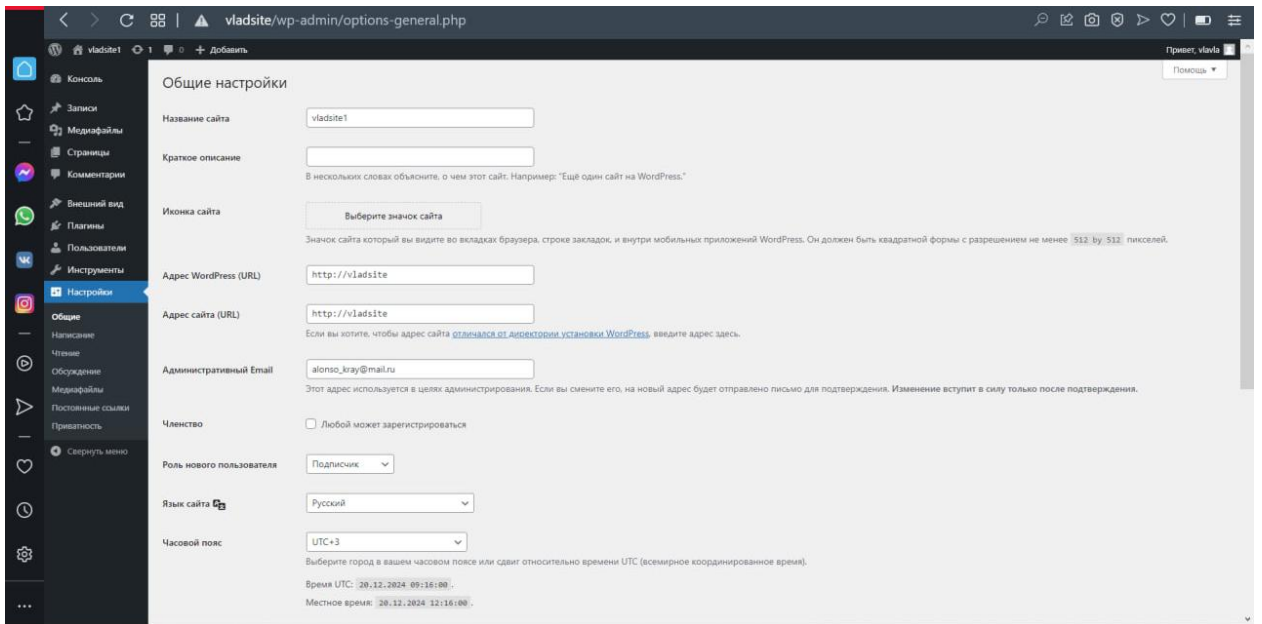 vladsite/wp-admin/options-general.php
vladsite1 1 0 + Добавить Привет, vlavla
Помощь ▼
Консоль
Записи
Медиафайлы
Страницы
Комментарии
Внешний вид
Плагины
Пользователи
Инструменты
Настройки
Общие
Написание
Чтение
Обсуждение
Медиафайлы
Постоянные ссылки
Приватность
Свернуть меню
Общие настройки
Название сайта vladsite1
Краткое описание
В нескольких словах объясните, о чем этот сайт. Например: "Ещё один сайт на WordPress."
Иконка сайта Выберите значок сайта
Значок сайта который вы видите во вкладках браузера, строке закладок, и внутри мобильных приложений WordPress. Он должен быть квадратной формы с разрешением не менее 512 by 512 пикселей.
Адрес WordPress (URL) http://vladsite
Адрес сайта (URL) http://vladsite
Если вы хотите, чтобы адрес сайта отличался от директории установки WordPress, введите адрес здесь.
Административный Email alonso_kray@mail.ru
Этот адрес используется в целях администрирования. Если вы смените его, на новый адрес будет отправлено письмо для подтверждения. Изменение вступит в силу только после подтверждения.
Членство Любой может зарегистрироваться
Роль нового пользователя Подписчик
Язык сайта Русский
Часовой пояс UTC+3
Выберите город в вашем часовом поясе или сдвиг относительно времени UTC (всемирное координированное время).
Время UTC: 20.12.2024 09:16:00 .
Местное время: 20.12.2024 12:16:00 .